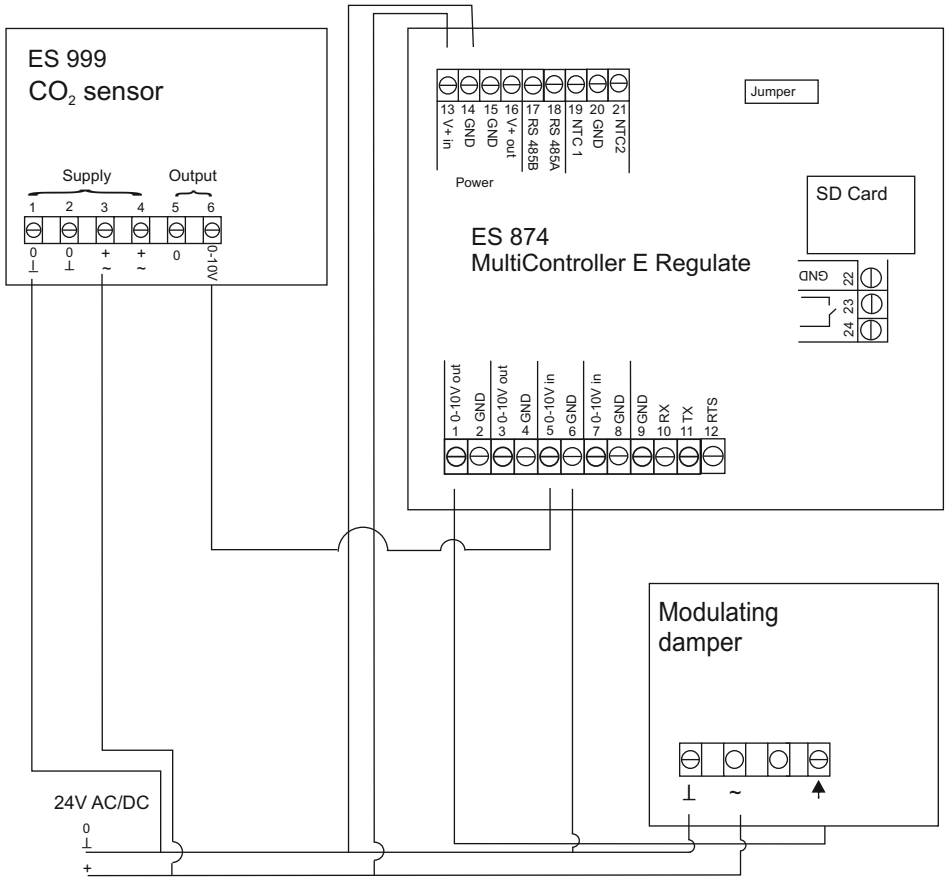 ES 999
CO₂ sensor
Supply Output
1 2 3 4 5 6
0 0 + + 0 0-10V
⊥ ⊥ ~ ~
13 14 15 16 17 18 19 20 21
V+ in GND GND V+ out RS 485B RS 485A NTC 1 GND NTC2
Power
Jumper
SD Card
ES 874
MultiController E Regulate
GND 22
23
24
0-10V out GND 0-10V out GND 0-10V in GND 0-10V in GND GND RX TX RTS
1 2 3 4 5 6 7 8 9 10 11 12
Modulating
damper
⊥ ~
24V AC/DC
0
⊥
+